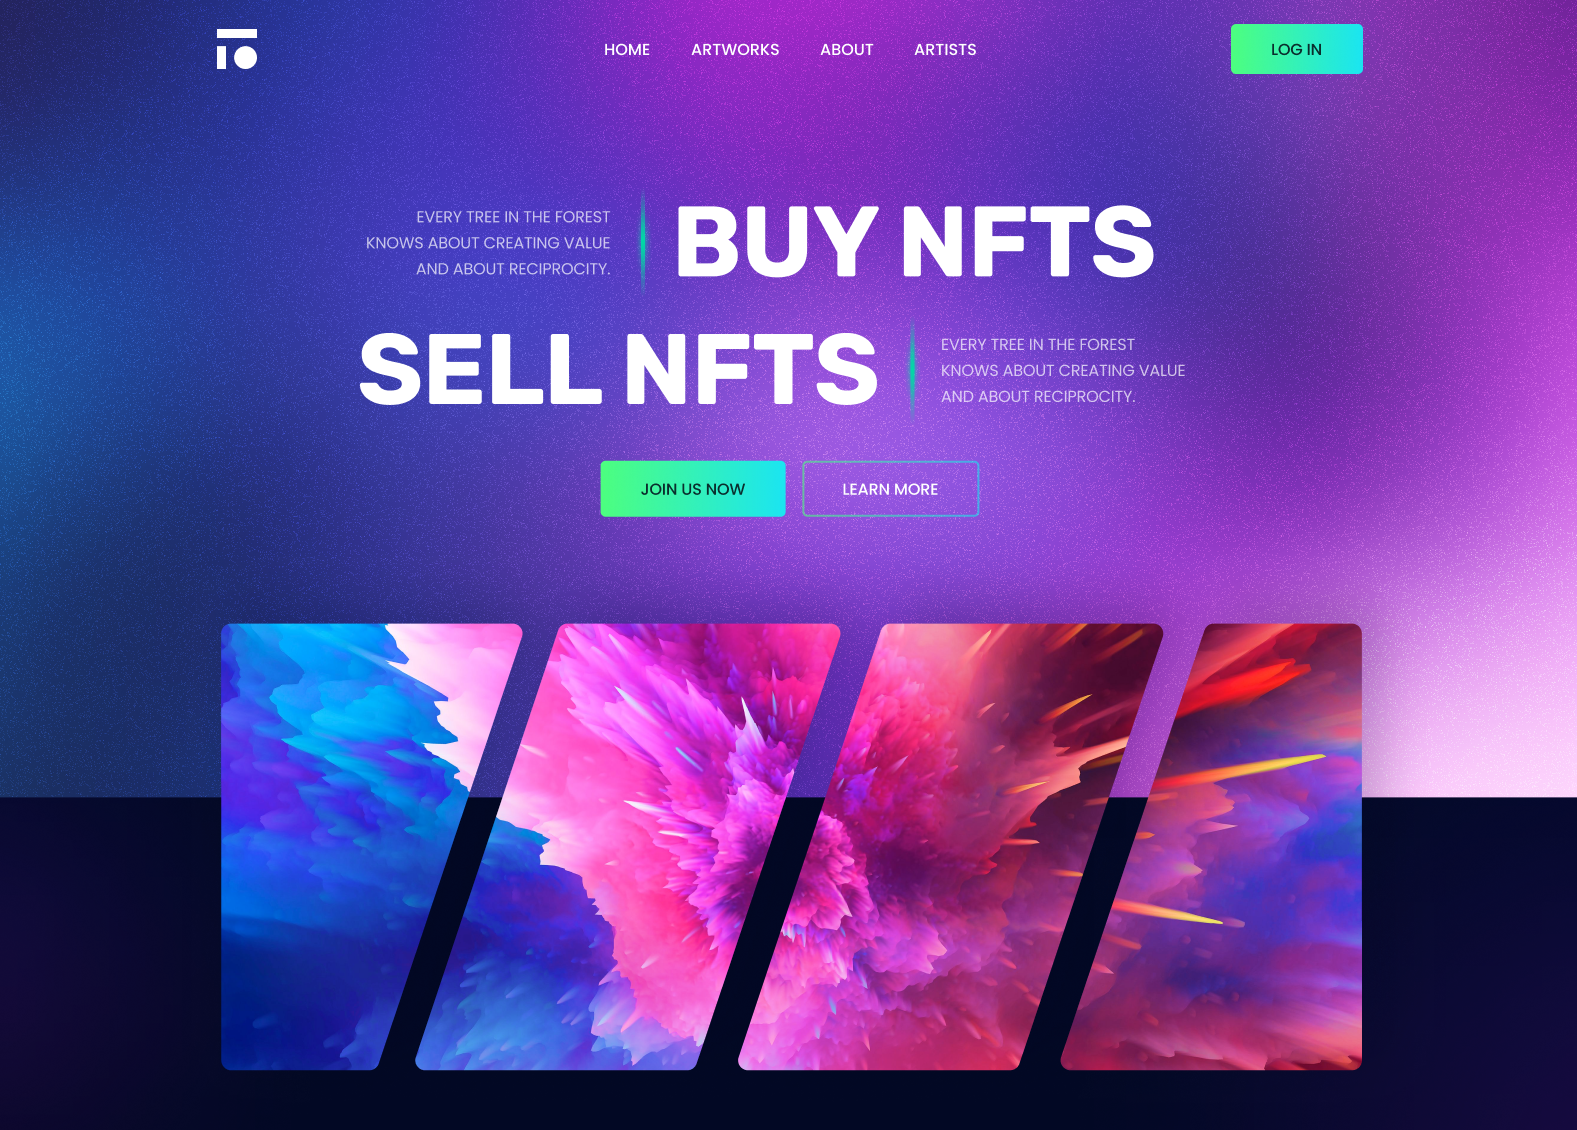 HOME ARTWORKS ABOUT ARTISTS LOG IN
EVERY TREE IN THE FOREST
KNOWS ABOUT CREATING VALUE
AND ABOUT RECIPROCITY.
BUY NFTS
SELL NFTS
EVERY TREE IN THE FOREST
KNOWS ABOUT CREATING VALUE
AND ABOUT RECIPROCITY.
JOIN US NOW LEARN MORE